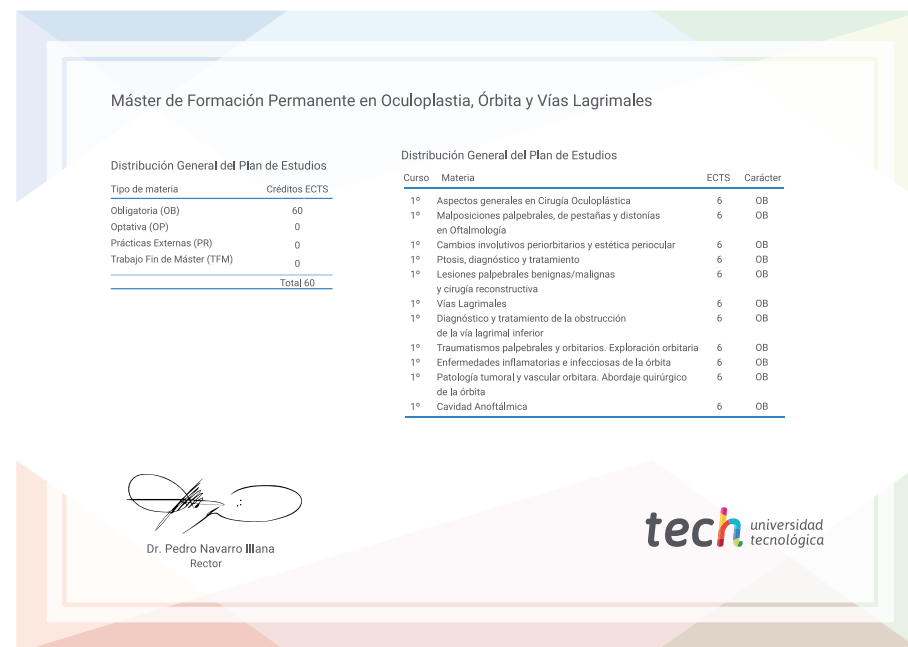 Máster de Formación Permanente en Oculoplastia, Órbita y Vías Lagrimales
Distribución General del Plan de Estudios
Tipo de materia Créditos ECTS
Obligatoria (OB) 60
Optativa (OP) 0
Prácticas Externas (PR) 0
Trabajo Fin de Máster (TFM) 0
Total 60
Distribución General del Plan de Estudios
Curso Materia ECTS Carácter
1º Aspectos generales en Cirugía Oculoplástica 6 OB
1º Malposiciones palpebrales, de pestañas y distonías 6 OB
en Oftalmología
1º Cambios involutivos periorbitarios y estética periocular 6 OB
1º Ptosis, diagnóstico y tratamiento 6 OB
1º Lesiones palpebrales benignas/malignas 6 OB
y cirugía reconstructiva
1º Vías Lagrimales 6 OB
1º Diagnóstico y tratamiento de la obstrucción 6 OB
de la vía lagrimal inferior
1º Traumatismos palpebrales y orbitarios. Exploración orbitaria 6 OB
1º Enfermedades inflamatorias e infecciosas de la órbita 6 OB
1º Patología tumoral y vascular orbitara. Abordaje quirúrgico 6 OB
de la órbita
1º Cavidad Anoftálmica 6 OB
Dr. Pedro Navarro Illana
Rector
tech universidad
tecnológica